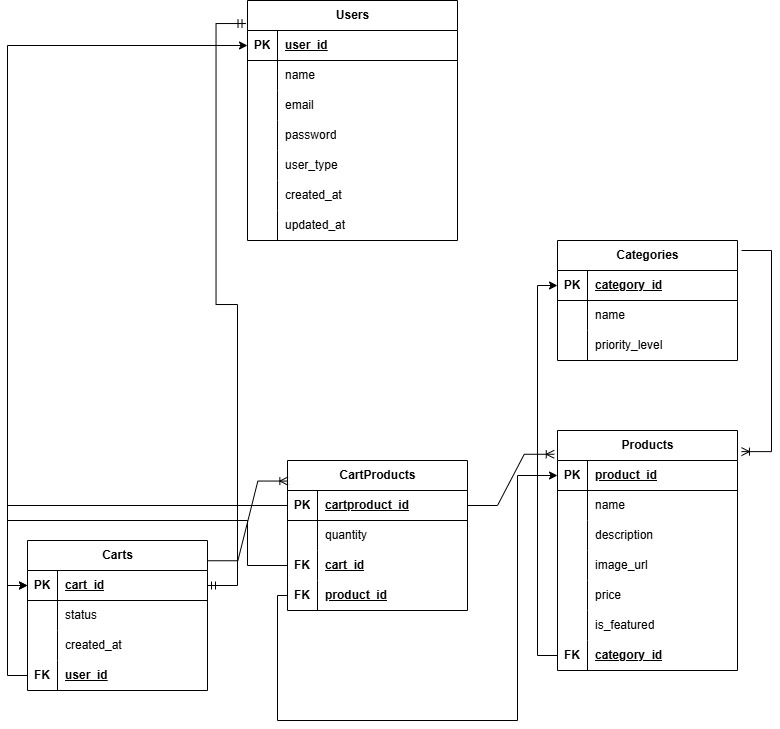 Users
PK user_id
name
email
password
user_type
created_at
updated_at
Categories
PK category_id
name
priority_level
Products
PK product_id
name
description
image_url
price
is_featured
FK category_id
CartProducts
PK cartproduct_id
quantity
FK cart_id
FK product_id
Carts
PK cart_id
status
created_at
FK user_id